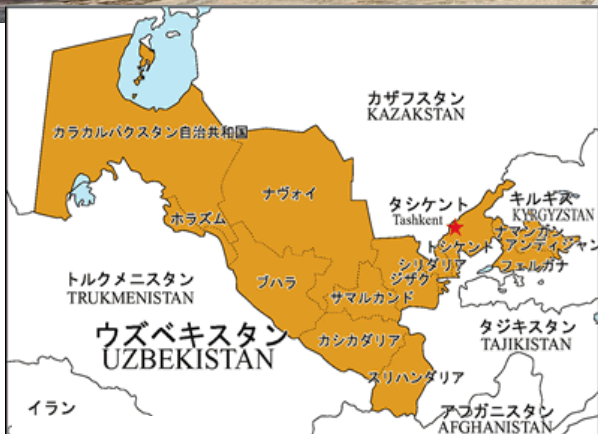 カザフスタン
KAZAKSTAN
カラカルパクスタン自治共和国
ナヴォイ
タシケント
Tashkent
キルギス
KYRGYZSTAN
ホラズム
ナマンガン
トシケント
アンディジャン
シリダリア
フェルガナ
ジザク
トルクメニスタン
TRUKMENISTAN
ブハラ
サマルカンド
ウズベキスタン
UZBEKISTAN
カシカダリア
タジキスタン
TAJIKISTAN
スリハンダリア
イラン
アフガニスタン
AFGHANISTAN